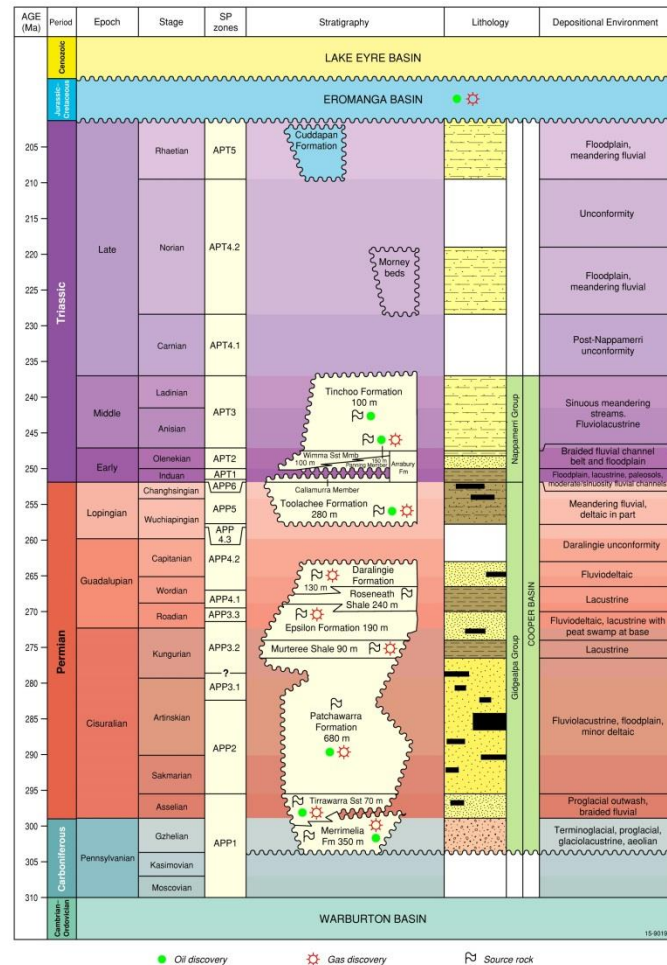 AGE
(Ma)
Period
Epoch
Stage
SP
zones
Stratigraphy
Lithology
Depositional Environment
Cenozoic
LAKE EYRE BASIN
Jurassic-
Cretaceous
EROMANGA BASIN
205
210
215
220
225
230
235
240
245
250
255
260
265
270
275
280
285
290
295
300
305
310
Triassic
Permian
Carboniferous
Cambrian-
Ordovician
Late
Middle
Early
Lopingian
Guadalupian
Cisuralian
Pennsylvanian
Rhaetian
Norian
Carnian
Ladinian
Anisian
Olenekian
Induan
Changhsingian
Wuchiapingian
Capitanian
Wordian
Roadian
Kungurian
Artinskian
Sakmarian
Asselian
Gzhelian
Kasimovian
Moscovian
APT5
APT4.2
APT4.1
APT3
APT2
APT1
APP6
APP5
APP
4.3
APP4.2
APP4.1
APP3.3
APP3.2
?
APP3.1
APP2
APP1
Cuddapan
Formation
Morney
beds
Tinchoo Formation
100 m
Wimma Sst Mmb
100 m
190 m
Panning Member
Arrabury
Fm
Callamurra Member
Toolachee Formation
280 m
Daralingie
Formation
130 m
Roseneath
Shale 240 m
Epsilon Formation 190 m
Murteree Shale 90 m
Patchawarra
Formation
680 m
Tirrawarra Sst 70 m
Merrimelia
Fm 350 m
Nappamerri Group
Gidgealpa Group
COOPER BASIN
Floodplain,
meandering fluvial
Unconformity
Floodplain,
meandering fluvial
Post-Nappamerri
unconformity
Sinuous meandering
streams.
Fluviolacustrine
Braided fluvial channel
belt and floodplain
Floodplain, lacustrine, paleosols,
moderate sinuosity fluvial channels
Meandering fluvial,
deltaic in part
Daralingie unconformity
Fluviodeltaic
Lacustrine
Fluviodeltaic, lacustrine with
peat swamp at base
Lacustrine
Fluviolacustrine, floodplain,
minor deltaic
Proglacial outwash,
braided fluvial
Terminoglacial, proglacial,
glaciolacustrine, aeolian
WARBURTON BASIN
Oil discovery
Gas discovery
Source rock